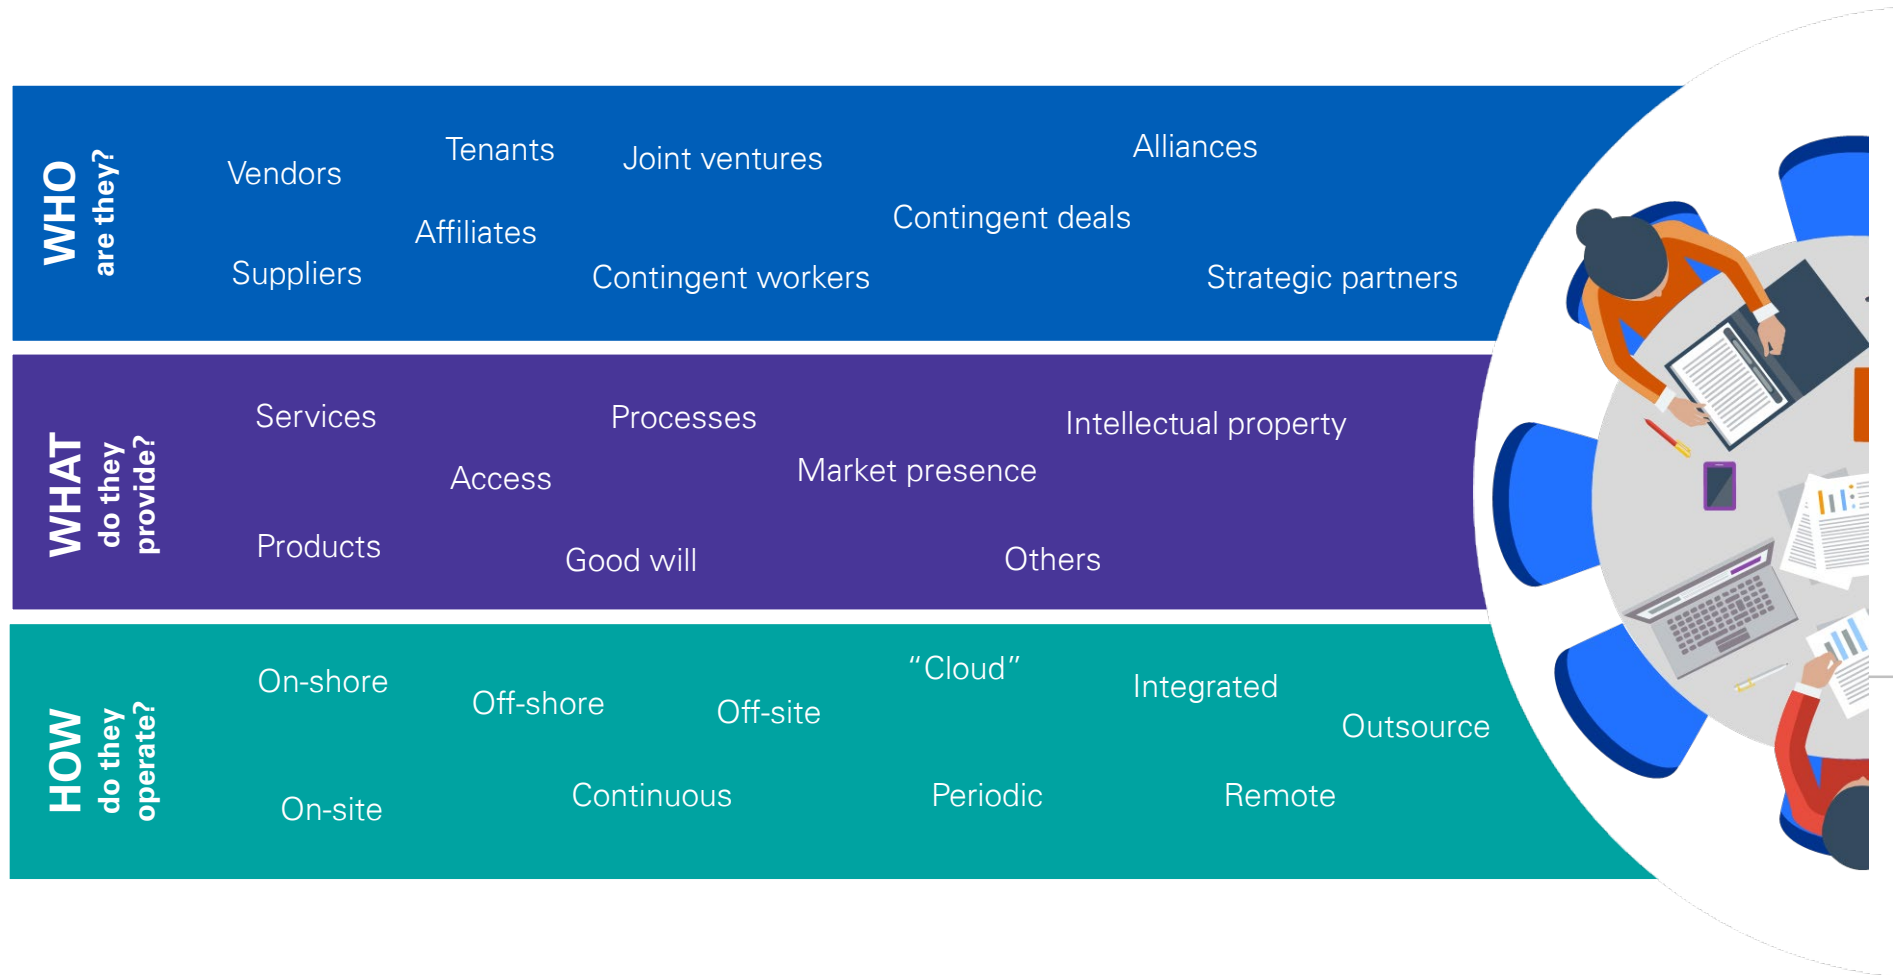 WHO
are they?
Vendors
Tenants
Joint ventures
Alliances
Affiliates
Contingent deals
Suppliers
Contingent workers
Strategic partners
WHAT
do they
provide?
Services
Processes
Intellectual property
Access
Market presence
Products
Good will
Others
HOW
do they
operate?
On-shore
Off-shore
Off-site
“Cloud”
Integrated
Outsource
On-site
Continuous
Periodic
Remote